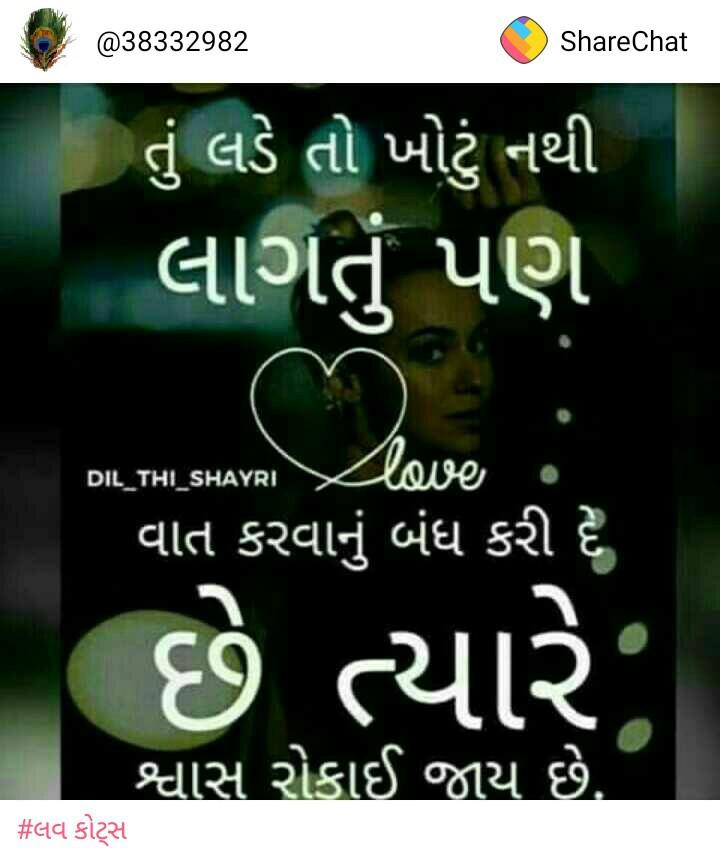 @38332982 ShareChat
તું લડે તો ખોટું નથી
લાગતું પણ
love
DIL_THI_SHAYRI
વાત કરવાનું બંધ કરી દે
છે ત્યારે
શ્વાસ રોકાઈ જાય છે.
#લવ કોટ્સ